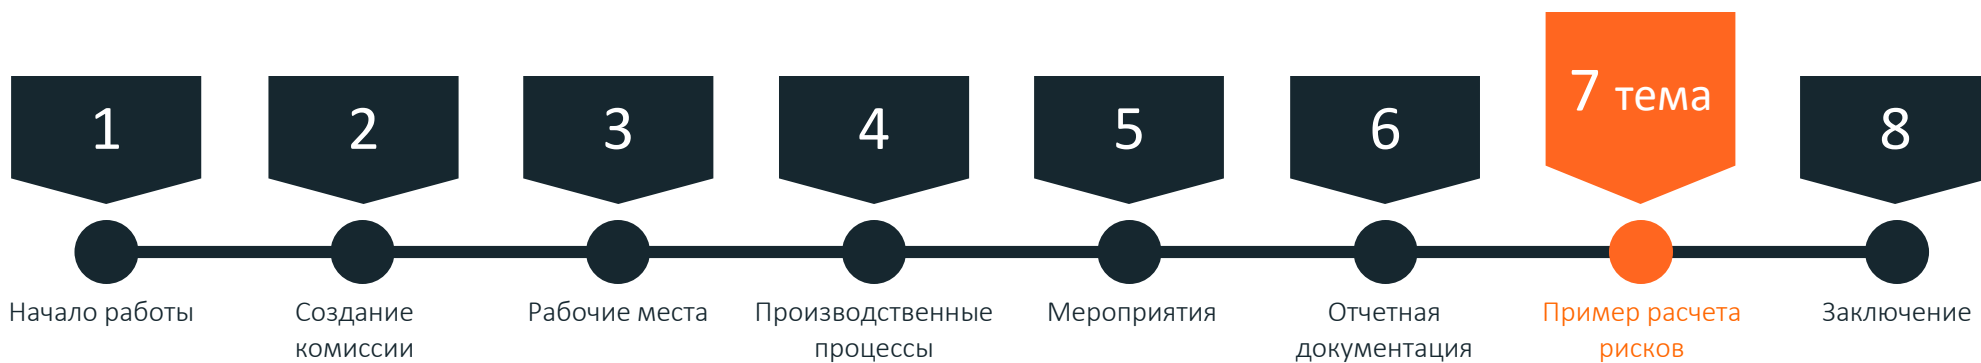 1
2
3
4
5
6
7 тема
8
Начало работы
Создание
комиссии
Рабочие места
Производственные
процессы
Мероприятия
Отчетная
документация
Пример расчета
рисков
Заключение